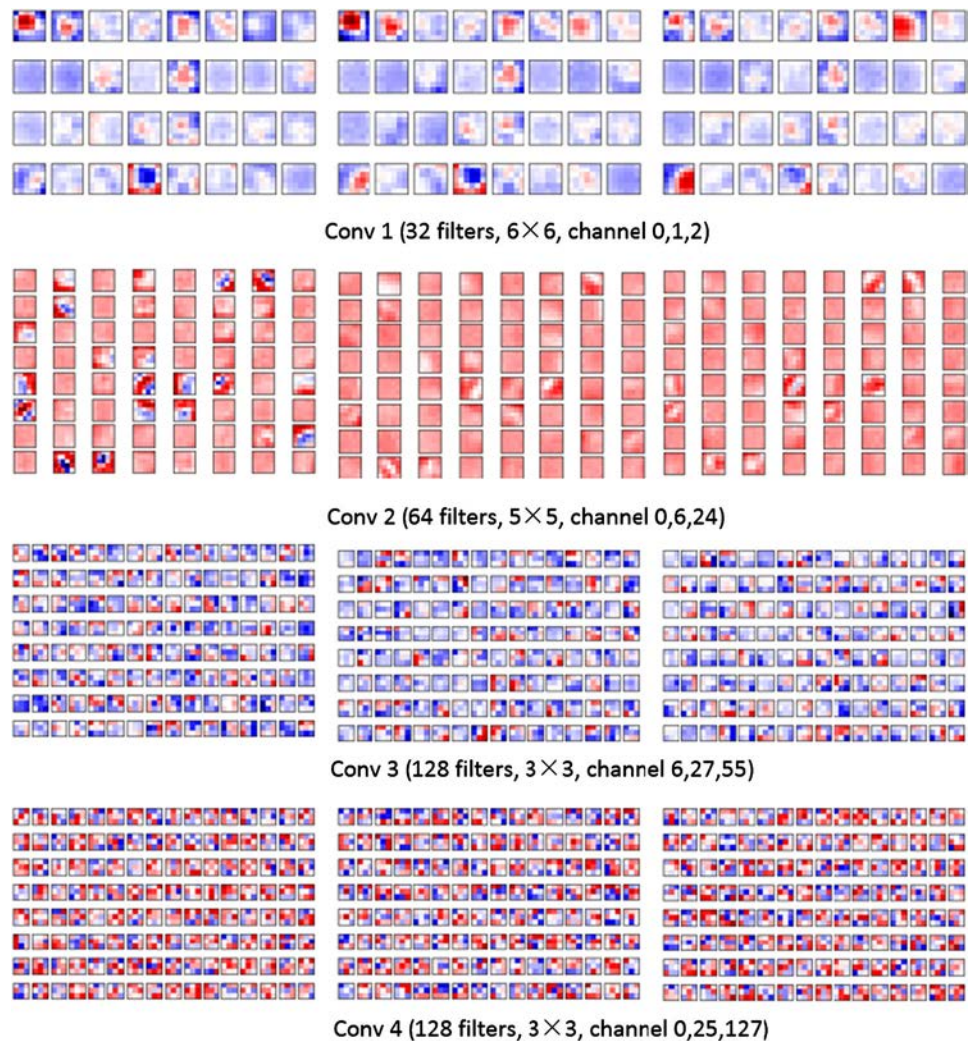 Conv 1 (32 filters, 6×6, channel 0,1,2)
Conv 2 (64 filters, 5×5, channel 0,6,24)
Conv 3 (128 filters, 3×3, channel 6,27,55)
Conv 4 (128 filters, 3×3, channel 0,25,127)